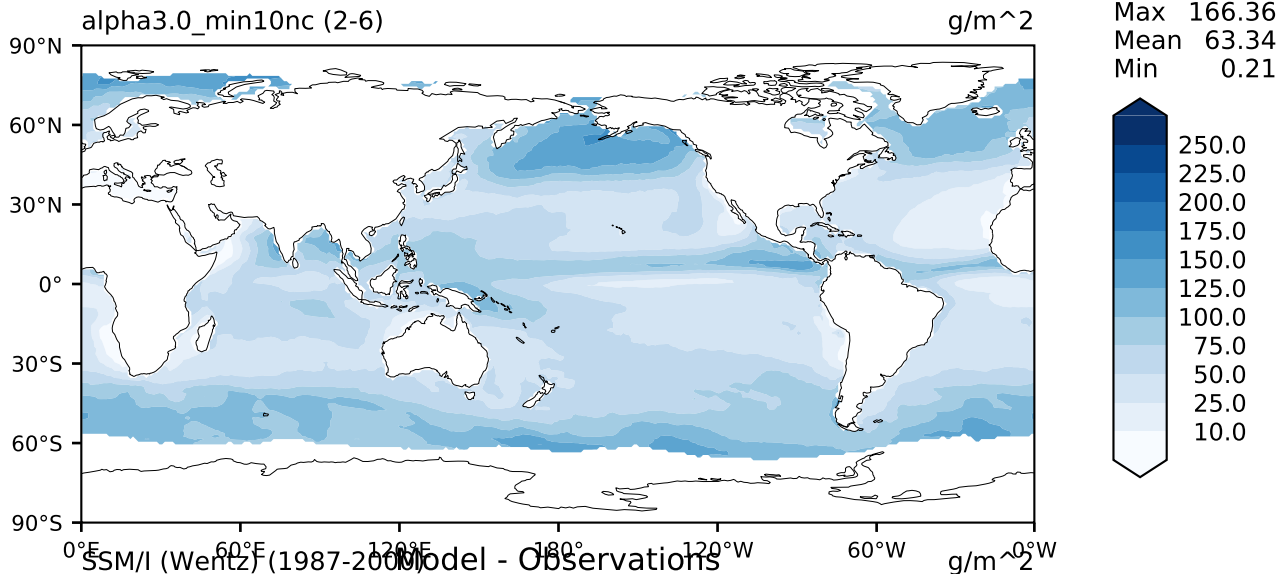 alpha3.0_min10nc (2-6) g/m^2
Max 166.36
Mean 63.34
Min 0.21
90°N
60°N
30°N
0°
30°S
60°S
90°S
0°E 60°E 120°E 180° 120°W 60°W 0°W
250.0
225.0
200.0
175.0
150.0
125.0
100.0
75.0
50.0
25.0
10.0
SSM/I (Wentz) (1987-2000) Model - Observations g/m^2